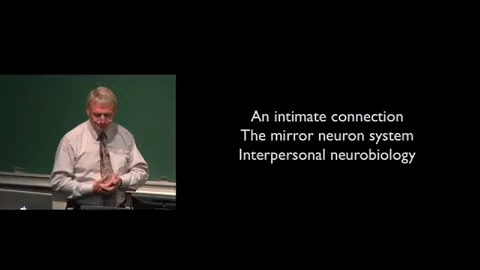 An intimate connection
The mirror neuron system
Interpersonal neurobiology